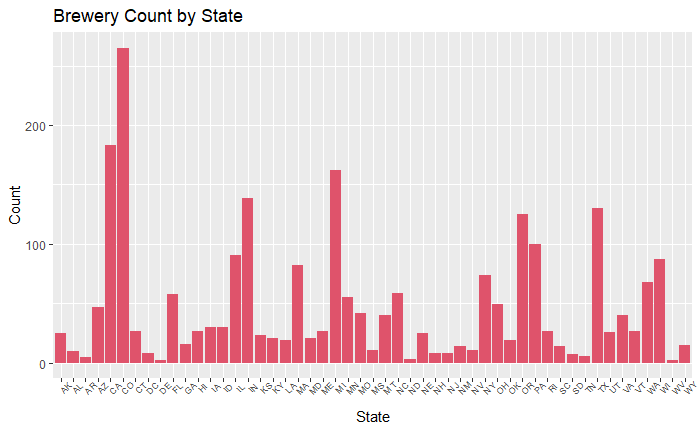 Brewery Count by State
Count
200
100
0
AK AL AR AZ CA CO CT DC DE FL GA HI IA ID IL IN KS KY LA MA MD ME MI MN MO MS MT NC ND NE NH NJ NM NV NY OH OK OR PA RI SC SD TN TX UT VA VT WA WI WV WY
State